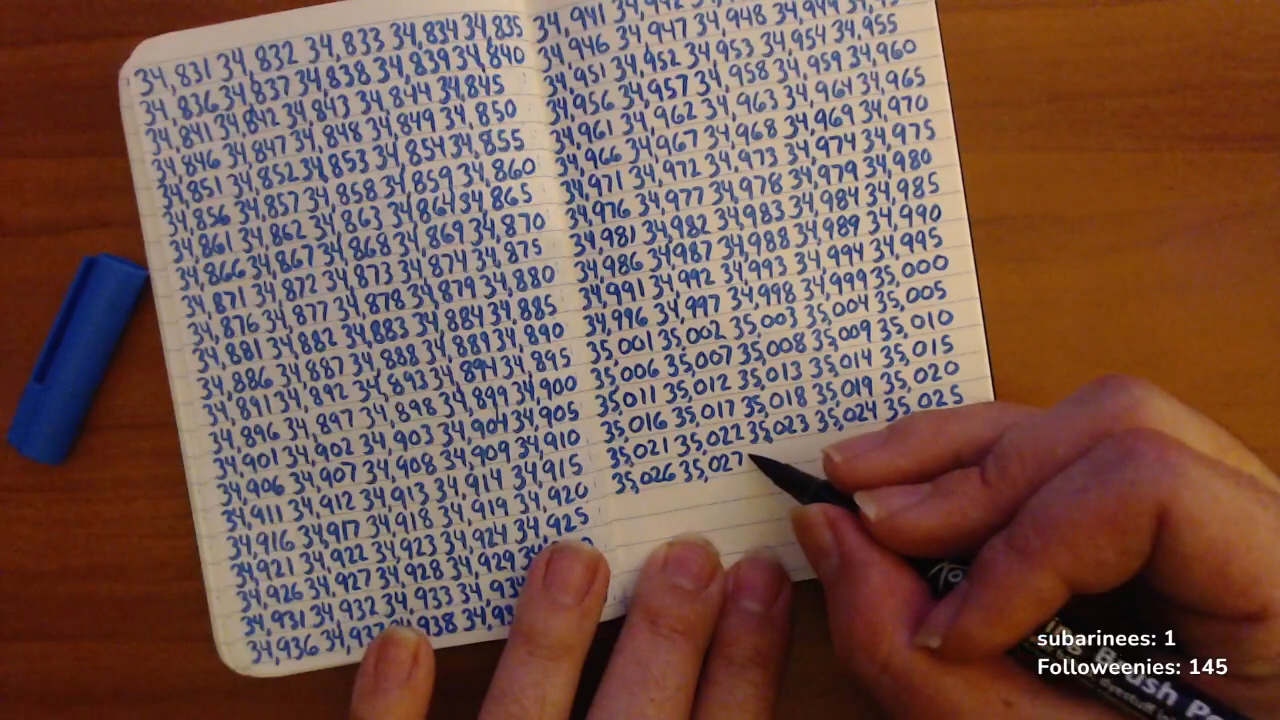 34,831 34,832 34,833 34,834 34,835
34,836 34,837 34,838 34,839 34,840
34,841 34,842 34,843 34,844 34,845
34,846 34,847 34,848 34,849 34,850
34,851 34,852 34,853 34,854 34,855
34,856 34,857 34,858 34,859 34,860
34,861 34,862 34,863 34,864 34,865
34,866 34,867 34,868 34,869 34,870
34,871 34,872 34,873 34,874 34,875
34,876 34,877 34,878 34,879 34,880
34,881 34,882 34,883 34,884 34,885
34,886 34,887 34,888 34,889 34,890
34,891 34,892 34,893 34,894 34,895
34,896 34,897 34,898 34,899 34,900
34,901 34,902 34,903 34,904 34,905
34,906 34,907 34,908 34,909 34,910
34,911 34,912 34,913 34,914 34,915
34,916 34,917 34,918 34,919 34,920
34,921 34,922 34,923 34,924 34,925
34,926 34,927 34,928 34,929
34,931 34,932 34,933 34,934
34,936 34,937 34,938
34,941 34,942
34,946 34,947 34,948 34,949
34,951 34,952 34,953 34,954 34,955
34,956 34,957 34,958 34,959 34,960
34,961 34,962 34,963 34,964 34,965
34,966 34,967 34,968 34,969 34,970
34,971 34,972 34,973 34,974 34,975
34,976 34,977 34,978 34,979 34,980
34,981 34,982 34,983 34,984 34,985
34,986 34,987 34,988 34,989 34,990
34,991 34,992 34,993 34,994 34,995
34,996 34,997 34,998 34,999 35,000
35,001 35,002 35,003 35,004 35,005
35,006 35,007 35,008 35,009 35,010
35,011 35,012 35,013 35,014 35,015
35,016 35,017 35,018 35,019 35,020
35,021 35,022 35,023 35,024 35,025
35,026 35,027
subarinees: 1
Followeenies: 145